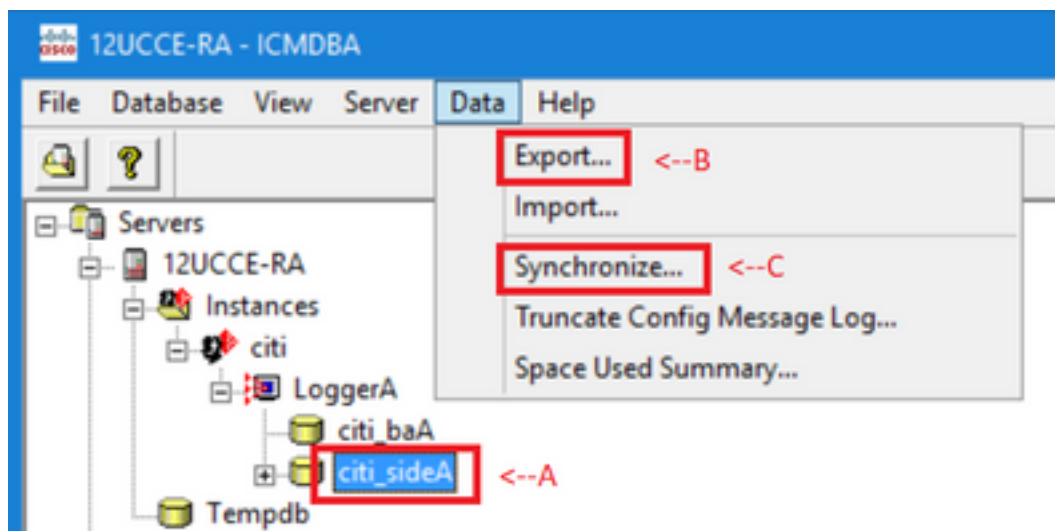 CISCO 12UCCE-RA - ICMDBA
File Database View Server Data Help
Export... <--B
Import...
Synchronize... <--C
Truncate Config Message Log...
Space Used Summary...
Servers
12UCCE-RA
Instances
citi
LoggerA
citi_baA
citi_sideA <--A
Tempdb